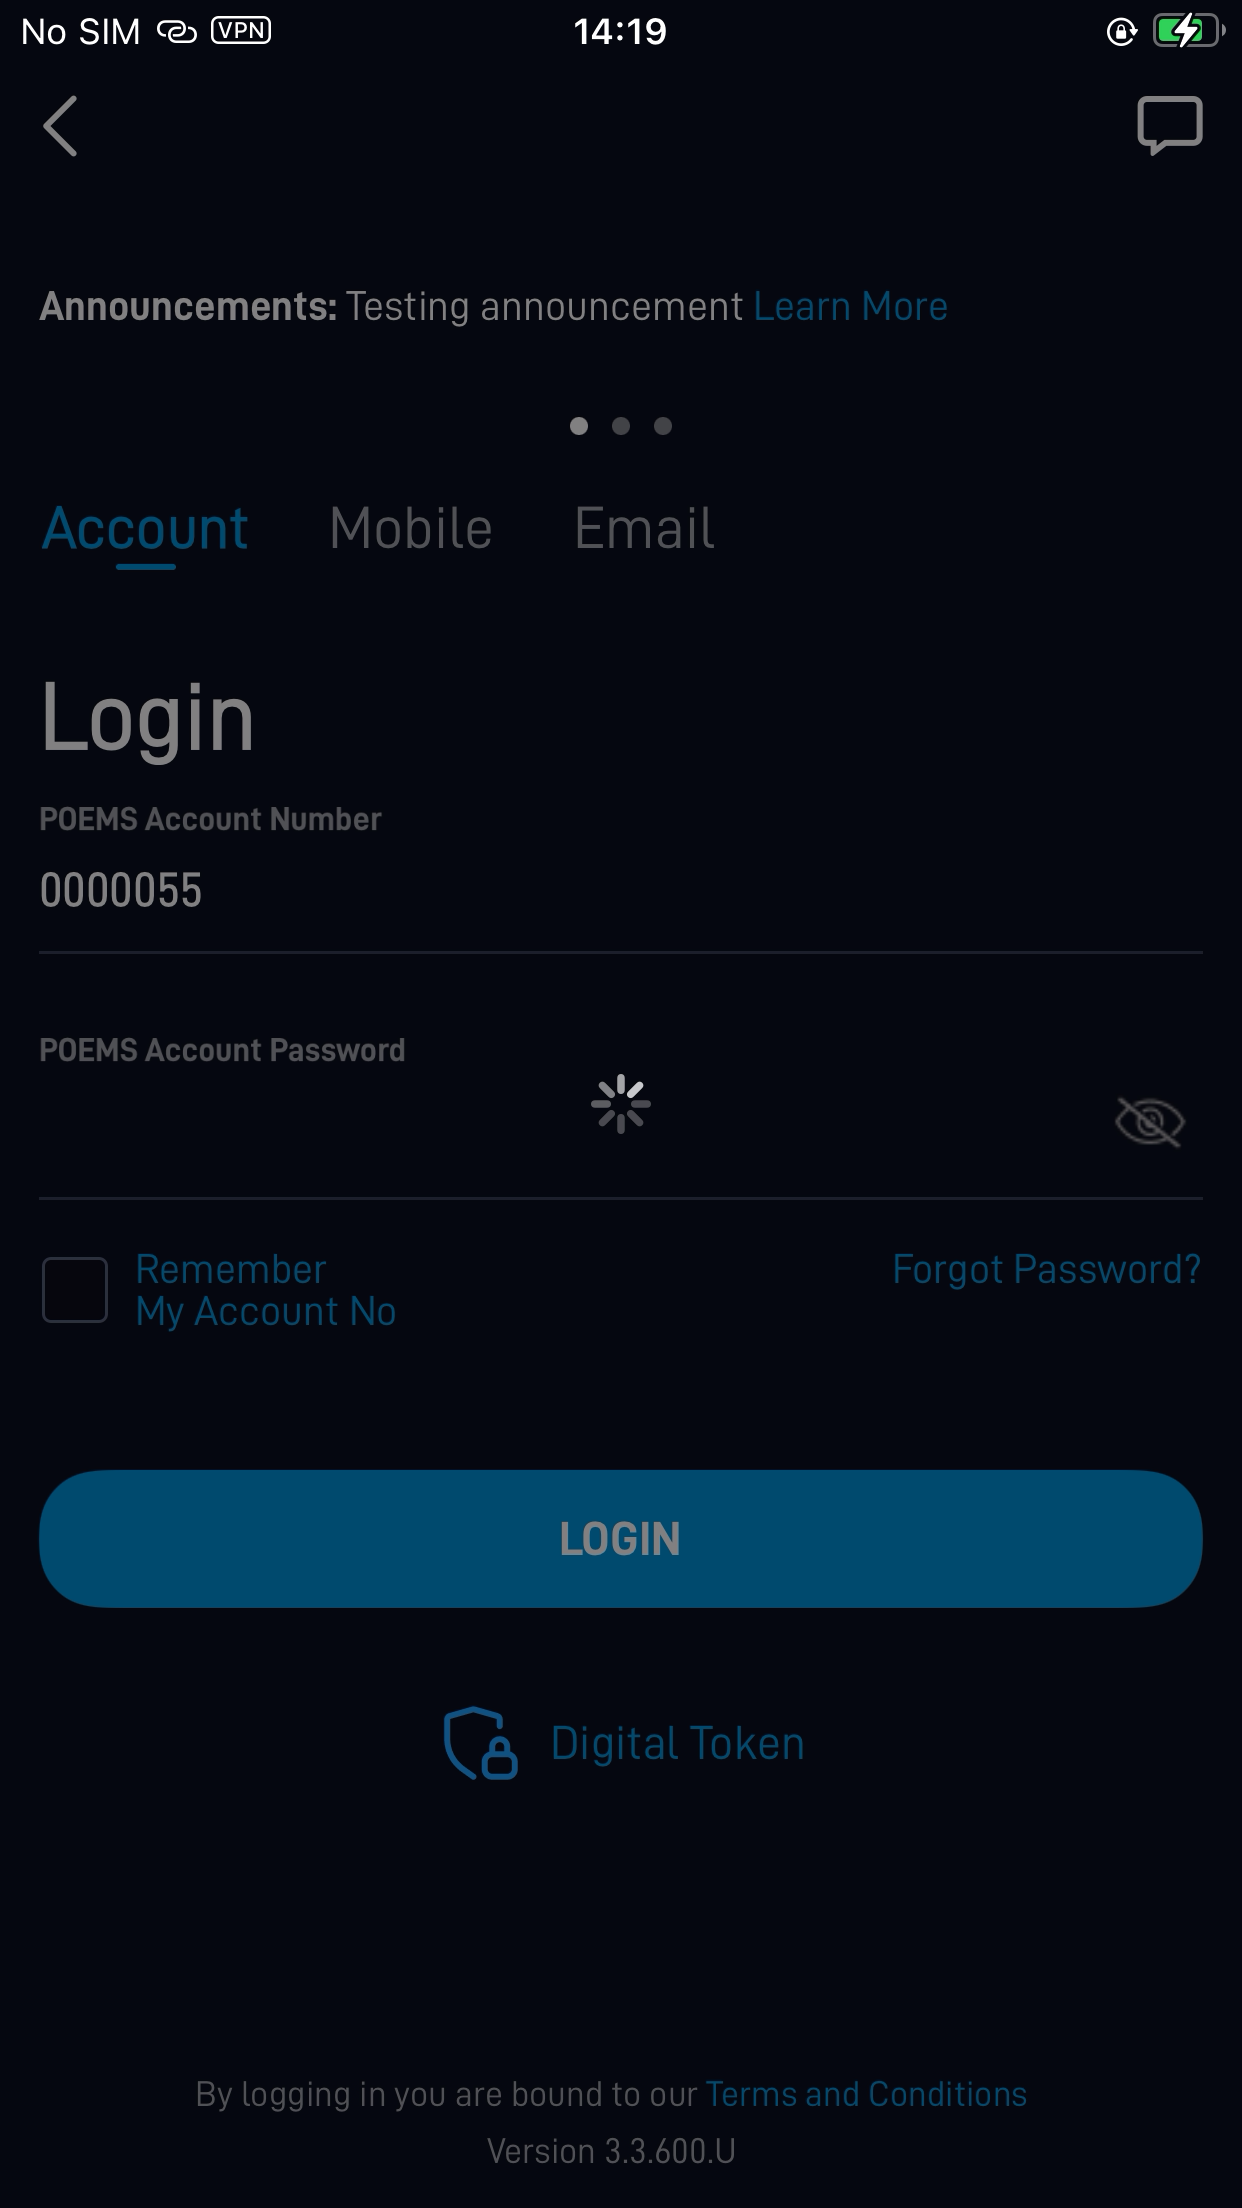 No SIM VPN 14:19
Announcements: Testing announcement Learn More
Account Mobile Email
Login
POEMS Account Number
0000055
POEMS Account Password
Remember
My Account No
Forgot Password?
LOGIN
Digital Token
By logging in you are bound to our Terms and Conditions
Version 3.3.600.U